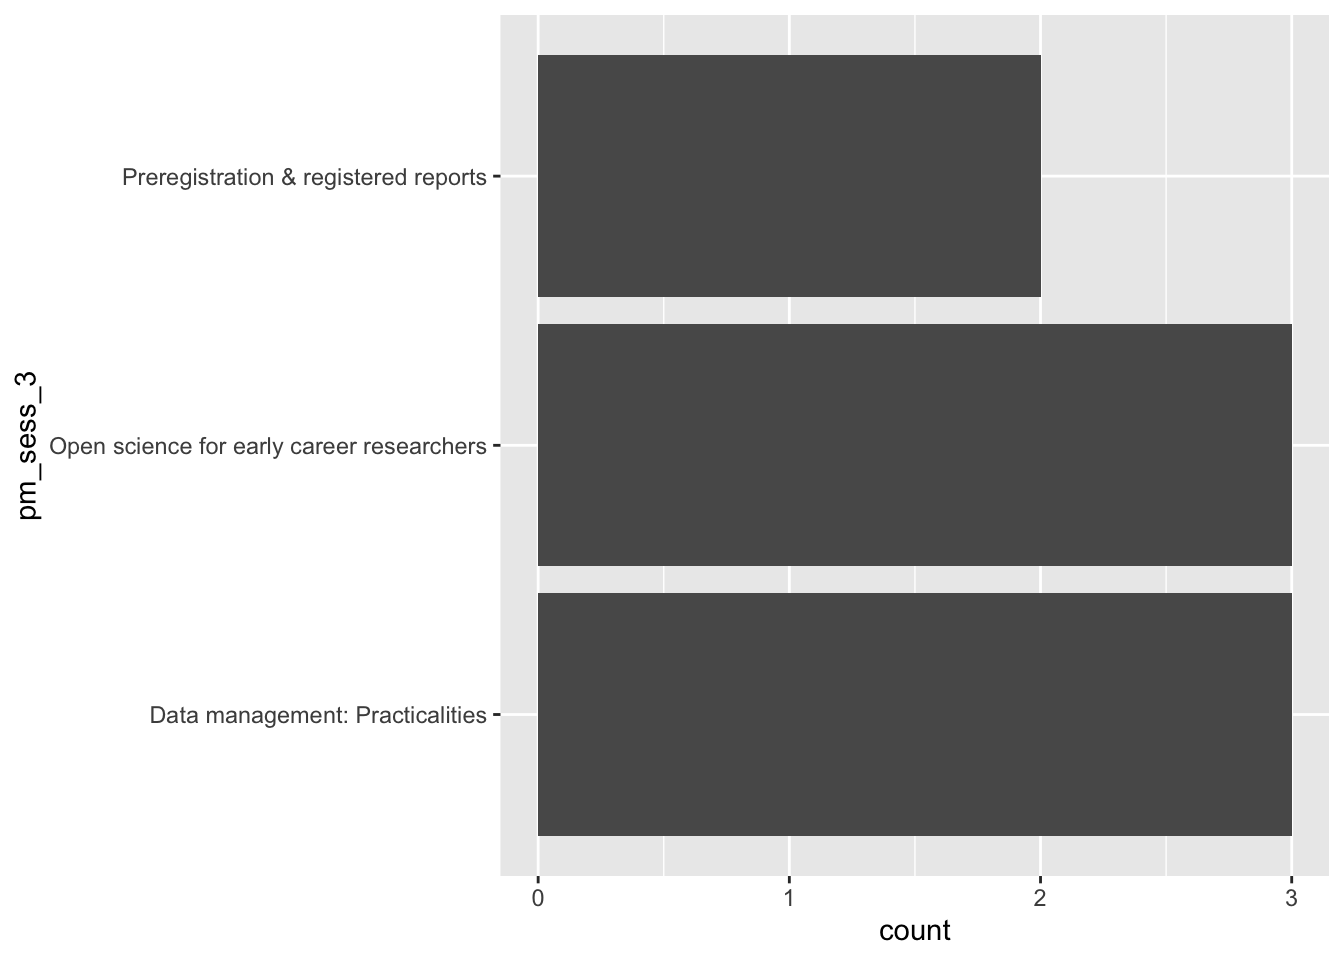 Preregistration & registered reports
pm_sess_3
Open science for early career researchers
Data management: Practicalities
0 1 2 3
count